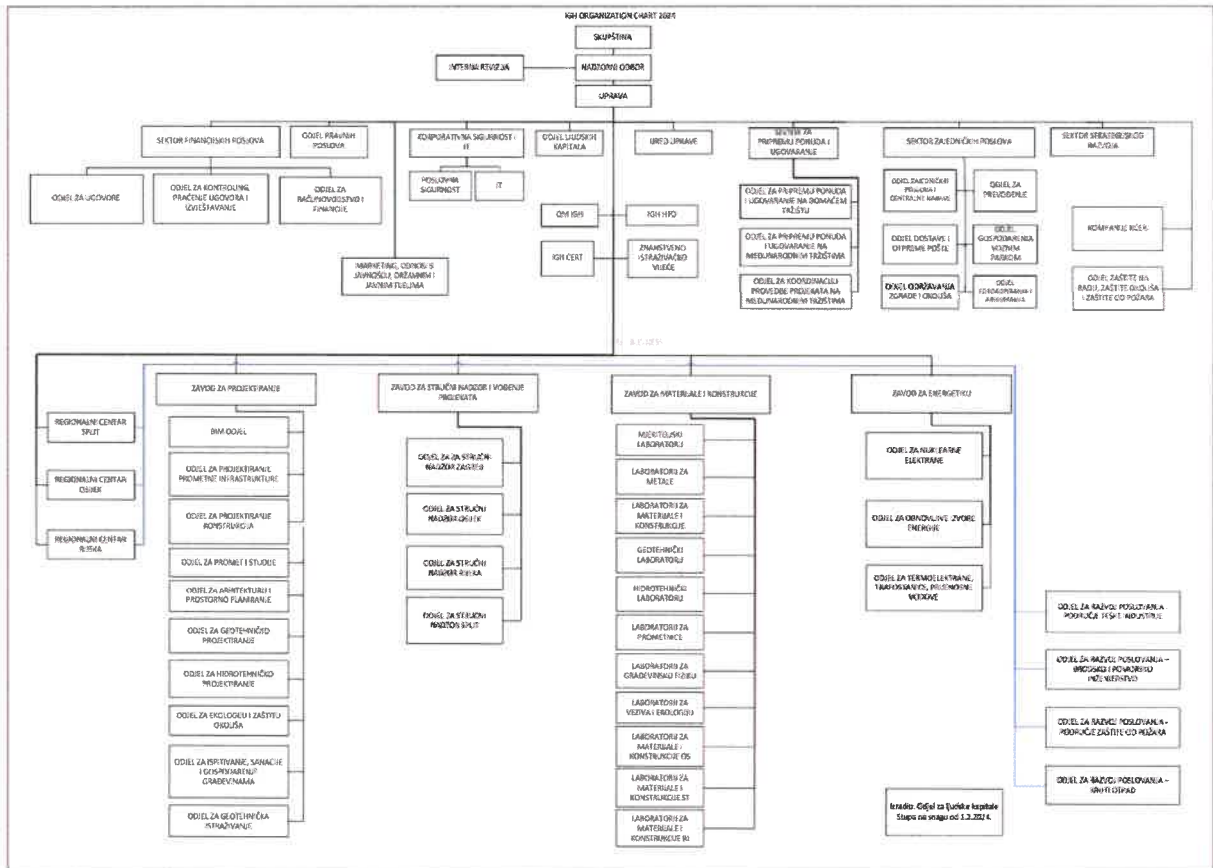 IGH ORGANIZATION CHART 2024
SKUPŠTINA
INTERNA REVIZIJA
NADZORNI ODBOR
UPRAVA
SEKTOR FINANCIJSKIH POSLOVA
ODJEL PRAVNIH
POSLOVA
KORPORATIVNA SIGURNOST I
IT
ODJEL LJUDSKIH
KAPITALA
URED UPRAVE
SEKTOR ZA
PRIPREMU PONUDA I
UGOVARANJE
SEKTOR ZAJEDNIČKIH POSLOVA
SEKTOR STRATEŠKOG
RAZVOJA
ODJEL ZA UGOVORE
ODJEL ZA KONTROLING,
PRAĆENJE UGOVORA I
IZVJEŠTAVANJE
ODJEL ZA
RAČUNOVODSTVO I
FINANCIJE
POSLOVNA
SIGURNOST
IT
MARKETING, ODNOSI S
JAVNOŠĆU, DRŽAVNIM I
JAVNIM TIJELIMA
QM IGH
IGH HPD
IGH CERT
ZNANSTVENO
ISTRAŽIVAČKO
VIJEĆE
ODJEL ZA PRIPREMU PONUDA
I UGOVARANJE NA DOMAĆEM
TRŽIŠTU
ODJEL ZA PRIPREMU PONUDA
I UGOVARANJE NA
MEĐUNARODNIM TRŽIŠTIMA
ODJEL ZA KOORDINACIJU
PROVEDBE PROJEKATA NA
MEĐUNARODNIM TRŽIŠTIMA
ODJEL ZAJEDNIČKIH
POSLOVA I
CENTRALNE NABAVE
ODJEL ZA
PREVOĐENJE
ODJEL DOSTAVE I
OTPREME POŠTE
ODJEL
GOSPODARENJA
VOZNIM
PARKOM
ODJEL ODRŽAVANJA
ZGRADE I OKOLIŠA
ODJEL
ODJEL ZAŠTITE NA
RADU, ZAŠTITE OKOLIŠA
I ZAŠTITE OD POŽARA
ZAVOD ZA PROJEKTIRANJE
ZAVOD ZA STRUČNI NADZOR I VOĐENJE
PROJEKATA
ZAVOD ZA MATERIJALE I KONSTRUKCIJE
ZAVOD ZA ENERGETIKU
REGIONALNI CENTAR
SPLIT
REGIONALNI CENTAR
OSIJEK
REGIONALNI CENTAR
RIJEKA
BIM ODJEL
ODJEL ZA PROJEKTIRANJE
PROMETNE INFRASTRUKTURE
ODJEL ZA PROJEKTIRANJE
KONSTRUKCIJA
ODJEL ZA PROMET I STUDIJE
ODJEL ZA ARHITEKTURU I
PROSTORNO PLANIRANJE
ODJEL ZA GEOTEHNIČKO
PROJEKTIRANJE
ODJEL ZA HIDROTEHNIČKO
PROJEKTIRANJE
ODJEL ZA EKOLOGIJU I ZAŠTITU
OKOLIŠA
ODJEL ZA ISPITIVANJE, SANACIJE
I GOSPODARENJE
GRAĐEVINAMA
ODJEL ZA GEOTEHNIČKA
ISTRAŽIVANJE
ODJEL ZA ZA STRUČNI
NADZOR ZAGREB
ODJEL ZA STRUČNI
NADZOR OSIJEK
ODJEL ZA STRUČNI
NADZOR RIJEKA
ODJEL ZA STRUČNI
NADZOR SPLIT
MJERITELJSKI
LABORATORIJ
LABORATORIJ ZA
METALE
LABORATORIJ ZA
MATERIJALE I
KONSTRUKCIJE
GEOTEHNIČKI
LABORATORIJ
HIDROTEHNIČKI
LABORATORIJ
LABORATORIJ ZA
PROMETNICE
LABORATORIJ ZA
GRAĐEVINSKU FIZIKU
LABORATORIJ ZA
VEZIVA I EKOLOGIJU
LABORATORIJ ZA
MATERIJALE I
KONSTRUKCIJE OS
LABORATORIJ ZA
MATERIJALE I
KONSTRUKCIJE ST
LABORATORIJ ZA
MATERIJALE I
KONSTRUKCIJE RI
ODJEL ZA NUKLEARNE
ELEKTRANE
ODJEL ZA OBNOVLJIVE IZVORE
ENERGIJE
ODJEL ZA TERMOELEKTRANE,
TRAFOSTANICE, PRIJENOSNE
VODOVE
ODJEL ZA RAZVOJ POSLOVANJA
PODRUČJE TEŠKE INDUSTRIJE
ODJEL ZA RAZVOJ POSLOVANJA –
BRODSKO I POMORSKO
INŽENJERSTVO
ODJEL ZA RAZVOJ POSLOVANJA -
PODRUČJE ZAŠTITE OD POŽARA
ODJEL ZA RAZVOJ POSLOVANJA –
KRUTI OTPAD
Izradio: Odjel za ljudske kapitale
Stupa na snagu od 1.2.2024.